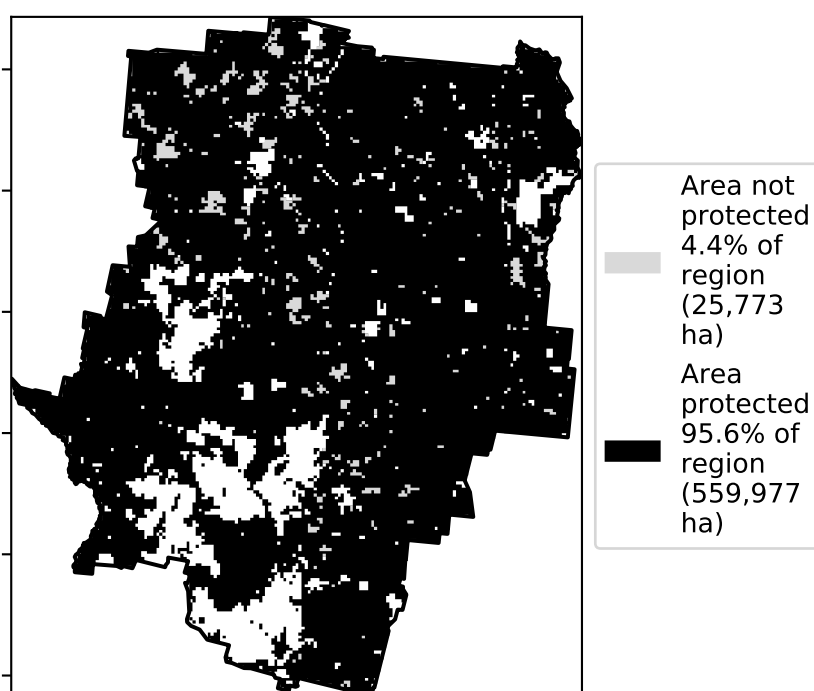 Area not
protected
4.4% of
region
(25,773
ha)
Area
protected
95.6% of
region
(559,977
ha)